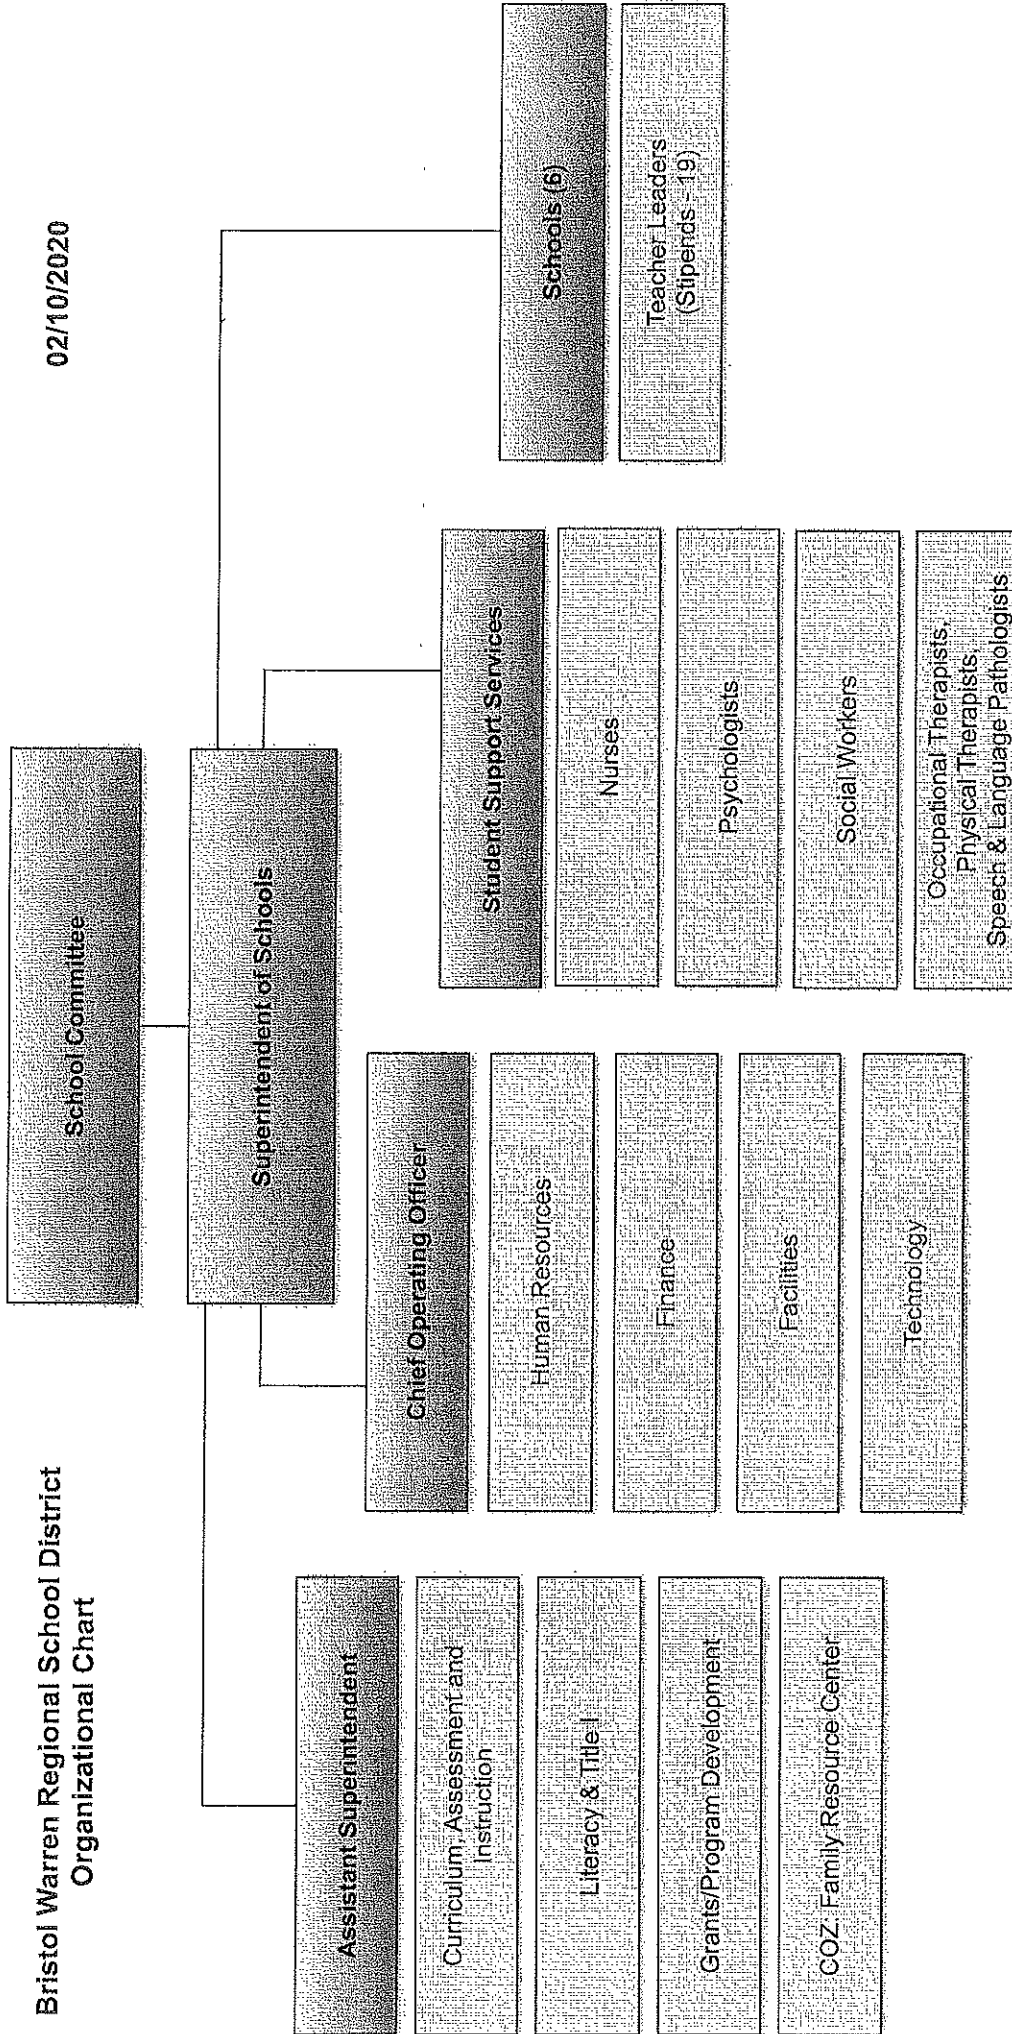 Bristol Warren Regional School District
Organizational Chart
02/10/2020
School Committee
Superintendent of Schools
Assistant Superintendent
Curriculum, Assessment and
Instruction
Literacy & Title I
Grants/Program Development
COZ: Family Resource Center
Chief Operating Officer
Human Resources
Finance
Facilities
Technology
Student Support Services
Nurses
Psychologists
Social Workers
Occupational Therapists,
Physical Therapists,
Speech & Language Pathologists
Schools (6)
Teacher Leaders
(Stipends - 19)